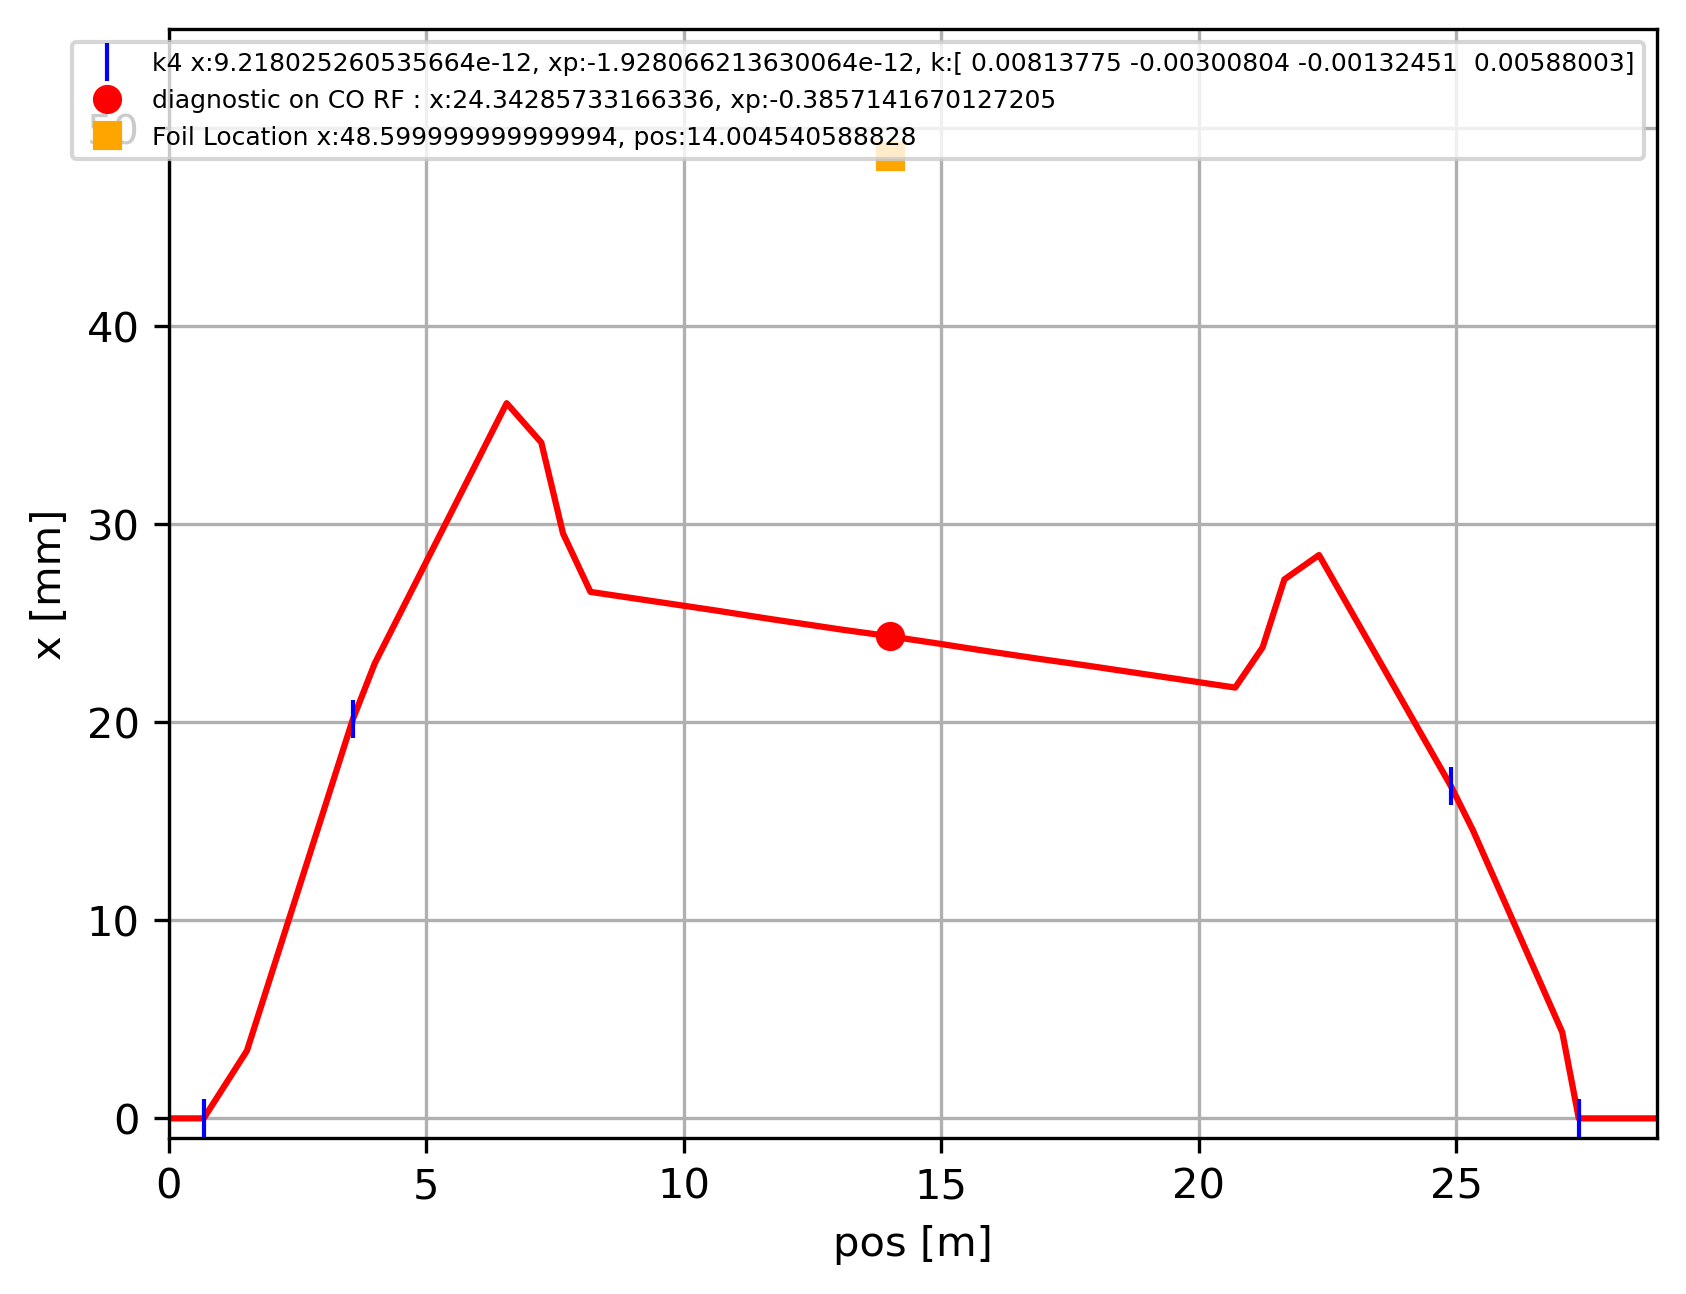 k4 x:9.218025260535664e-12, xp:-1.928066213630064e-12, k:[ 0.00813775 -0.00300804 -0.00132451  0.00588003]
diagnostic on CO RF : x:24.34285733166336, xp:-0.3857141670127205
Foil Location x:48.599999999999994, pos:14.004540588828
50
40
30
20
10
0
x [mm]
0 5 10 15 20 25
pos [m]